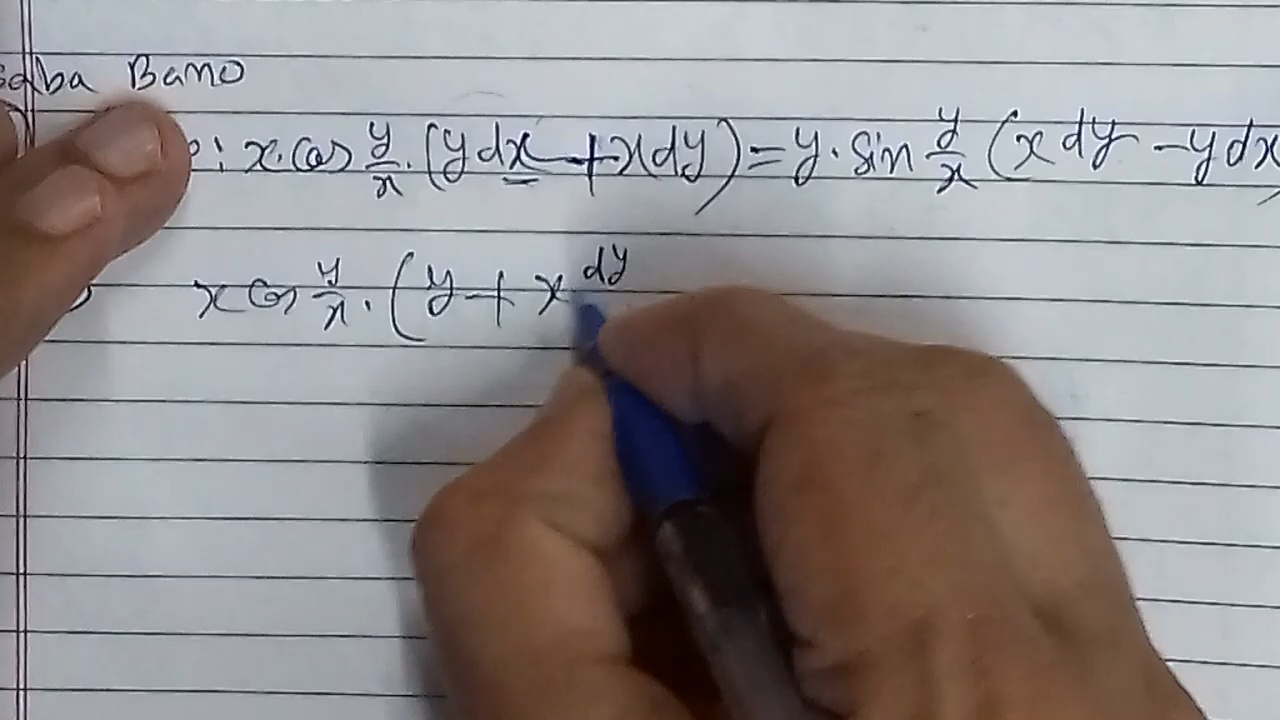 Saba Bano
: x. cos y/x . (y dx + x dy) = y. sin y/x (x dy - y dx)
x cos y/x . (y + x dy